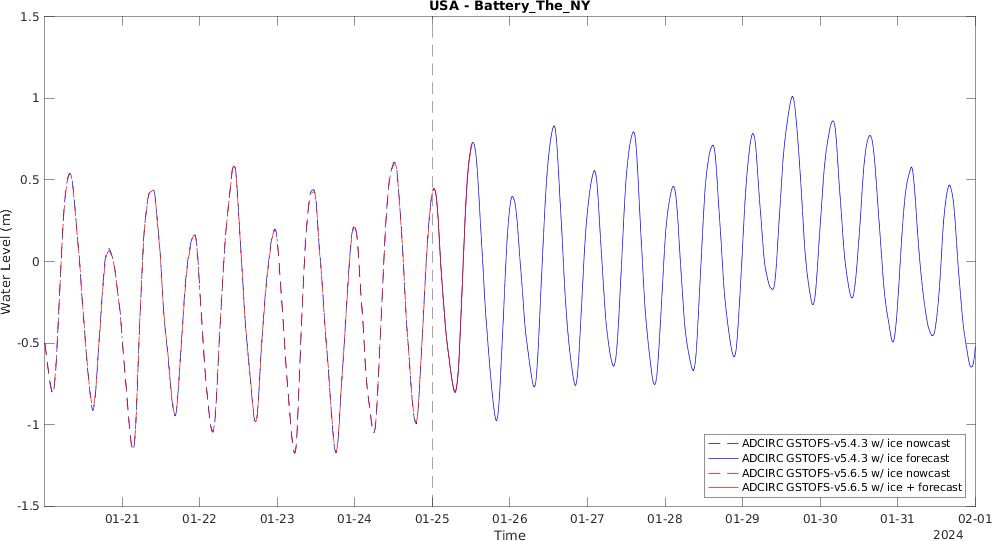 USA - Battery_The_NY
1.5
1
0.5
0
-0.5
-1
-1.5
Water Level (m)
ADCIRC GSTOFS-v5.4.3 w/ ice nowcast
ADCIRC GSTOFS-v5.4.3 w/ ice forecast
ADCIRC GSTOFS-v5.6.5 w/ ice nowcast
ADCIRC GSTOFS-v5.6.5 w/ ice + forecast
01-21 01-22 01-23 01-24 01-25 01-26 01-27 01-28 01-29 01-30 01-31 02-01
Time
2024